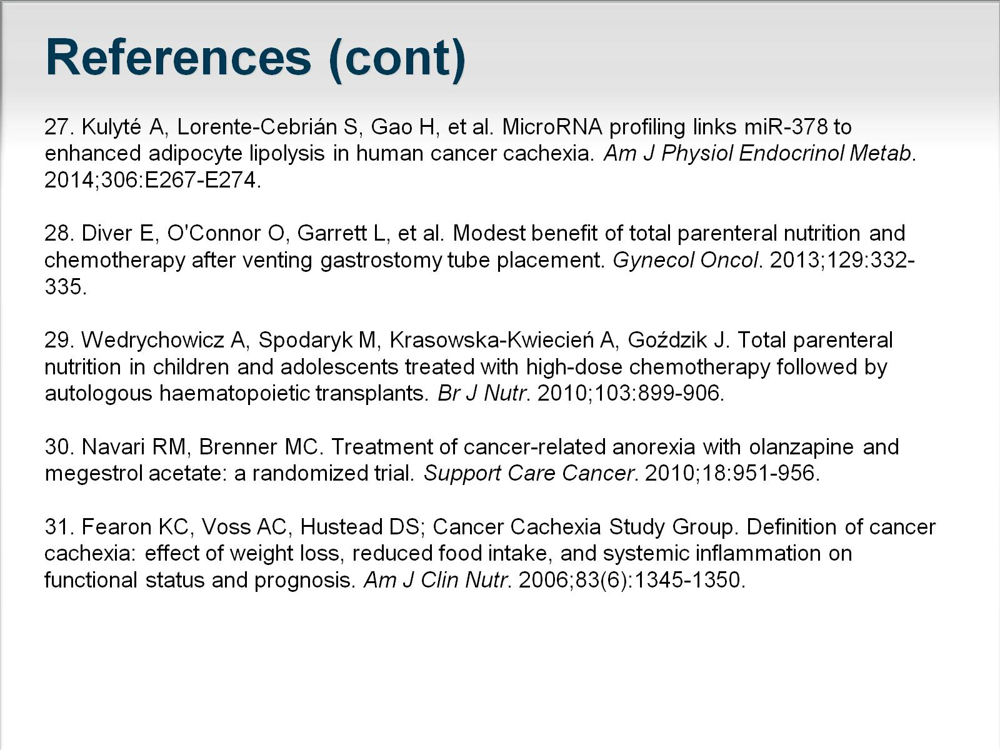 References (cont)
27. Kulyté A, Lorente-Cebrián S, Gao H, et al. MicroRNA profiling links miR-378 to
enhanced adipocyte lipolysis in human cancer cachexia. Am J Physiol Endocrinol Metab.
2014;306:E267-E274.
28. Diver E, O'Connor O, Garrett L, et al. Modest benefit of total parenteral nutrition and
chemotherapy after venting gastrostomy tube placement. Gynecol Oncol. 2013;129:332-
335.
29. Wedrychowicz A, Spodaryk M, Krasowska-Kwiecień A, Goździk J. Total parenteral
nutrition in children and adolescents treated with high-dose chemotherapy followed by
autologous haematopoietic transplants. Br J Nutr. 2010;103:899-906.
30. Navari RM, Brenner MC. Treatment of cancer-related anorexia with olanzapine and
megestrol acetate: a randomized trial. Support Care Cancer. 2010;18:951-956.
31. Fearon KC, Voss AC, Hustead DS; Cancer Cachexia Study Group. Definition of cancer
cachexia: effect of weight loss, reduced food intake, and systemic inflammation on
functional status and prognosis. Am J Clin Nutr. 2006;83(6):1345-1350.